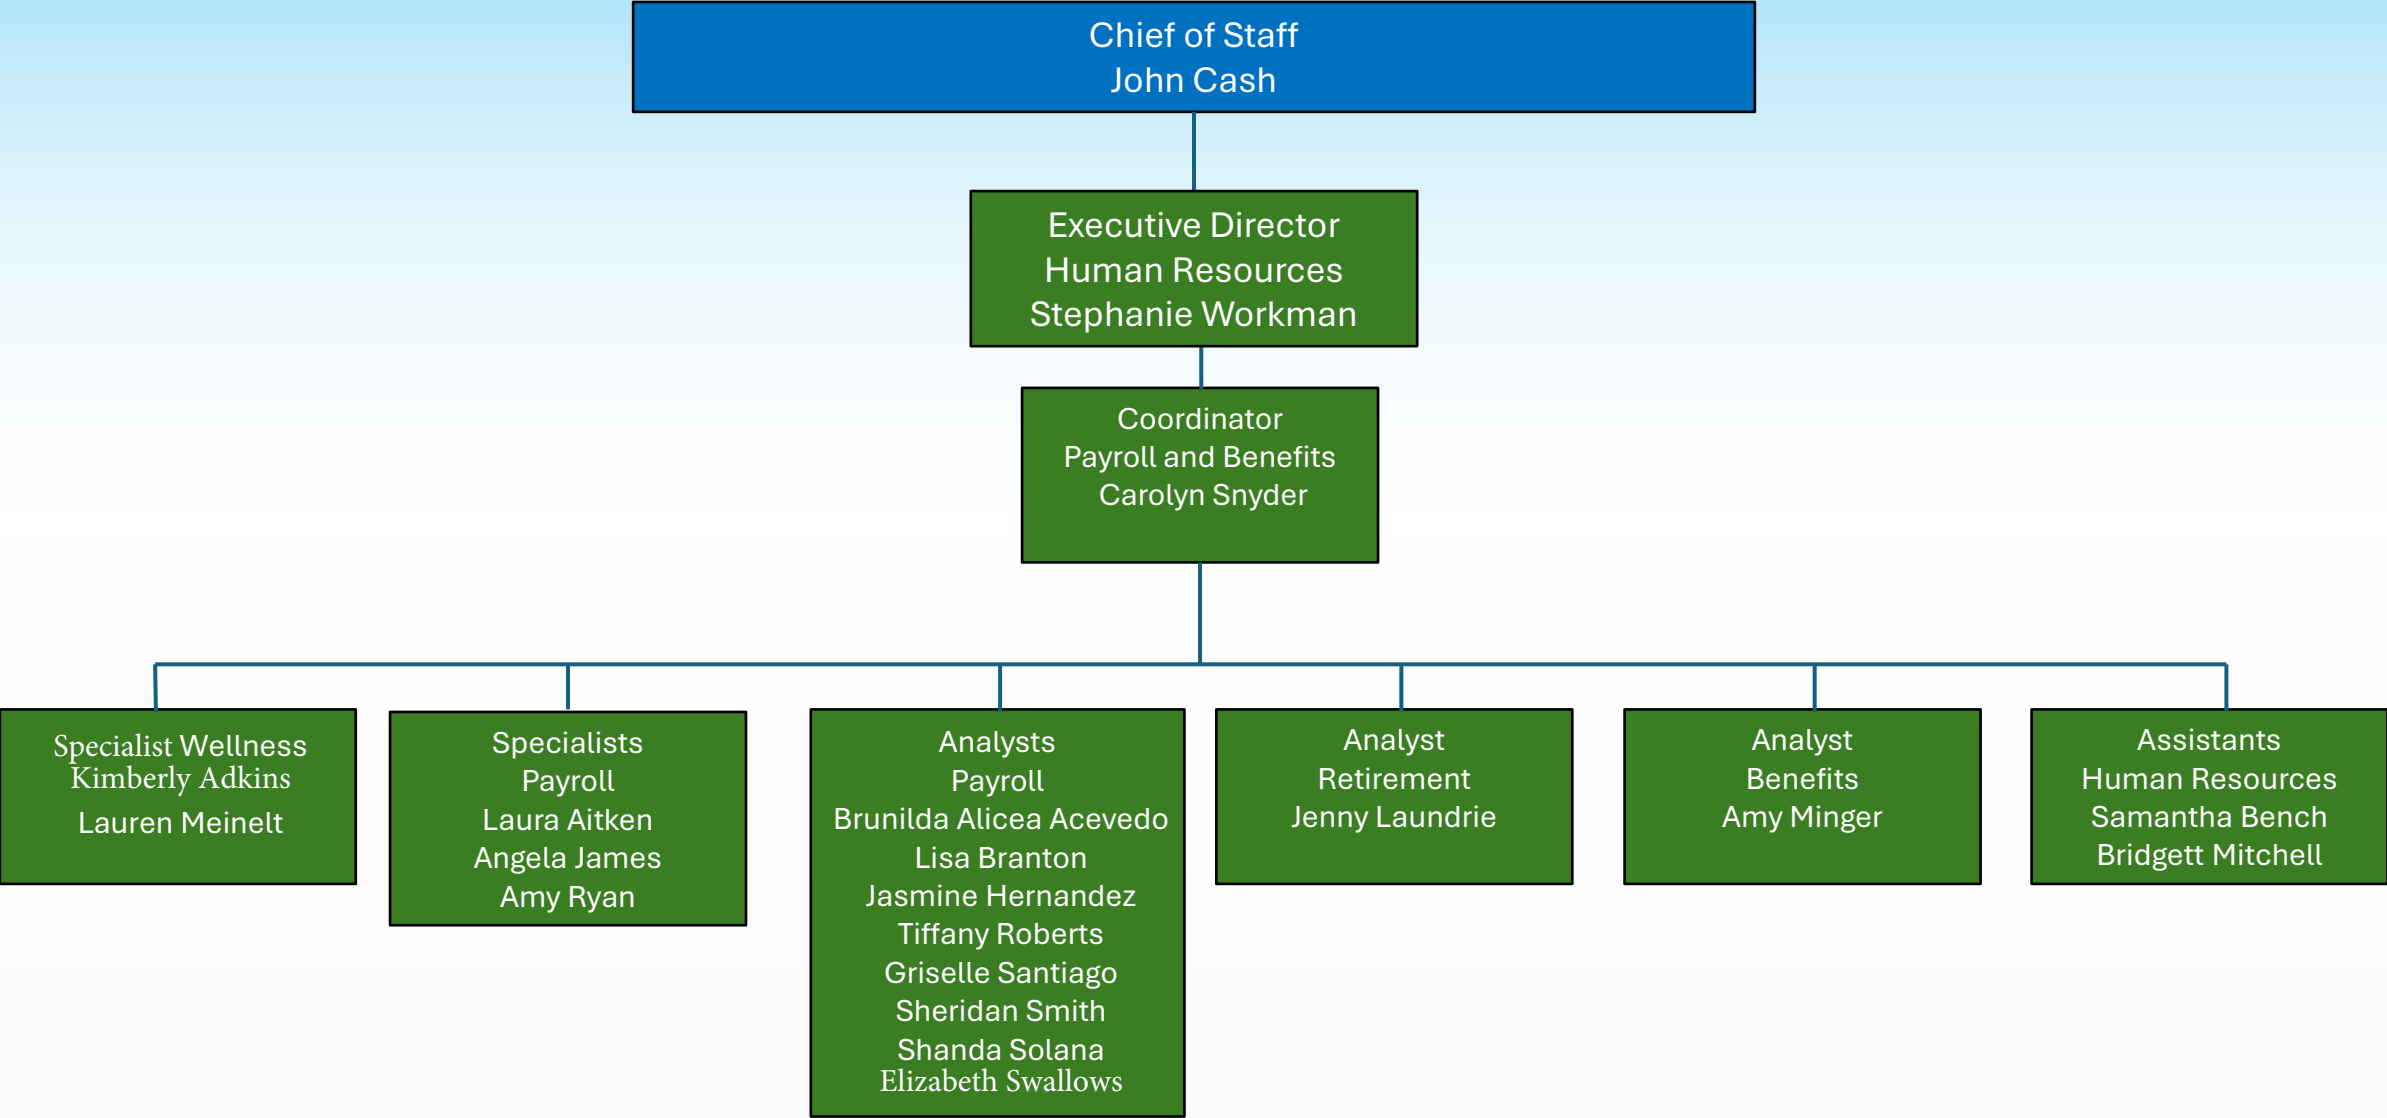 Chief of Staff
John Cash
Executive Director
Human Resources
Stephanie Workman
Coordinator
Payroll and Benefits
Carolyn Snyder
Specialist Wellness
Kimberly Adkins
Lauren Meinelt
Specialists
Payroll
Laura Aitken
Angela James
Amy Ryan
Analysts
Payroll
Brunilda Alicea Acevedo
Lisa Branton
Jasmine Hernandez
Tiffany Roberts
Griselle Santiago
Sheridan Smith
Shanda Solana
Elizabeth Swallows
Analyst
Retirement
Jenny Laundrie
Analyst
Benefits
Amy Minger
Assistants
Human Resources
Samantha Bench
Bridgett Mitchell